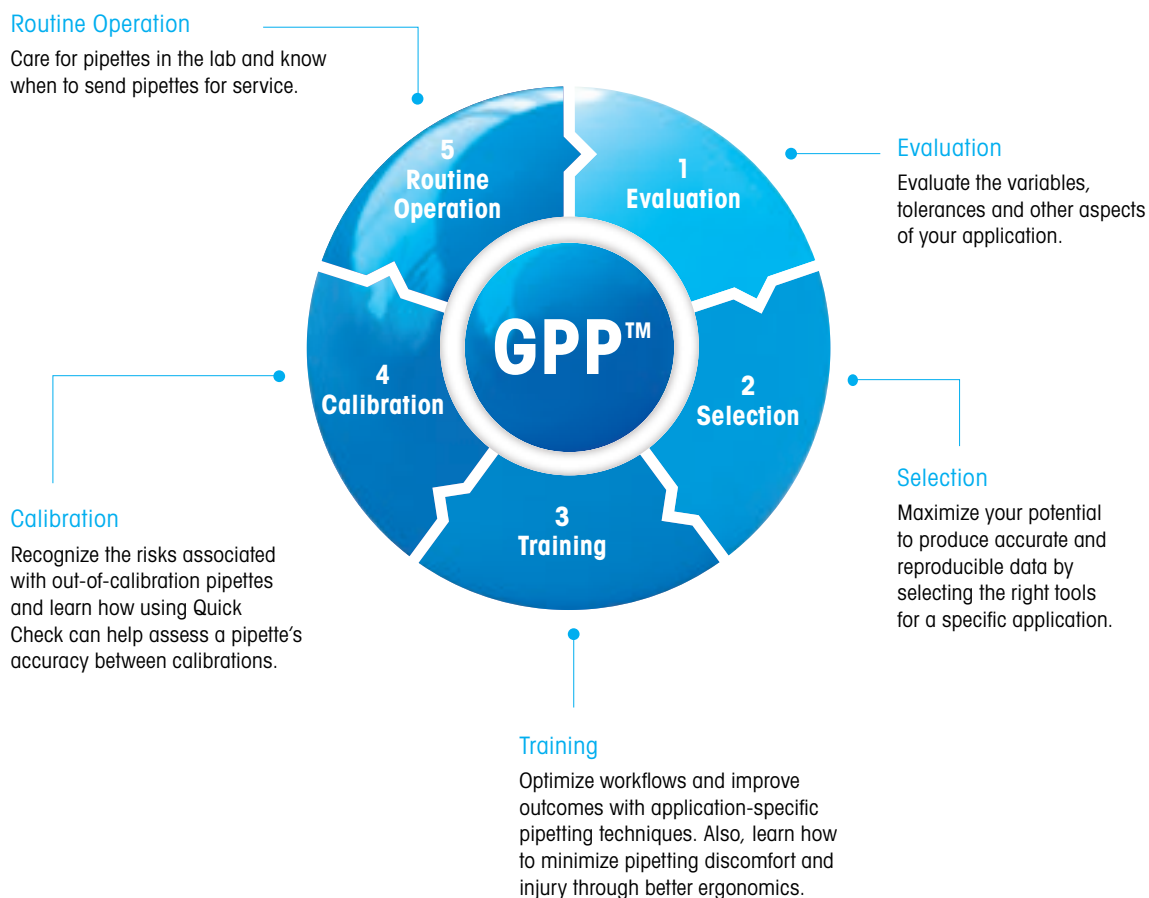 Routine Operation
Care for pipettes in the lab and know
when to send pipettes for service.
5
Routine
Operation
1
Evaluation
Evaluation
Evaluate the variables,
tolerances and other aspects
of your application.
GPP™
4
Calibration
2
Selection
3
Training
Selection
Maximize your potential
to produce accurate and
reproducible data by
selecting the right tools
for a specific application.
Calibration
Recognize the risks associated
with out-of-calibration pipettes
and learn how using Quick
Check can help assess a pipette's
accuracy between calibrations.
Training
Optimize workflows and improve
outcomes with application-specific
pipetting techniques. Also, learn how
to minimize pipetting discomfort and
injury through better ergonomics.